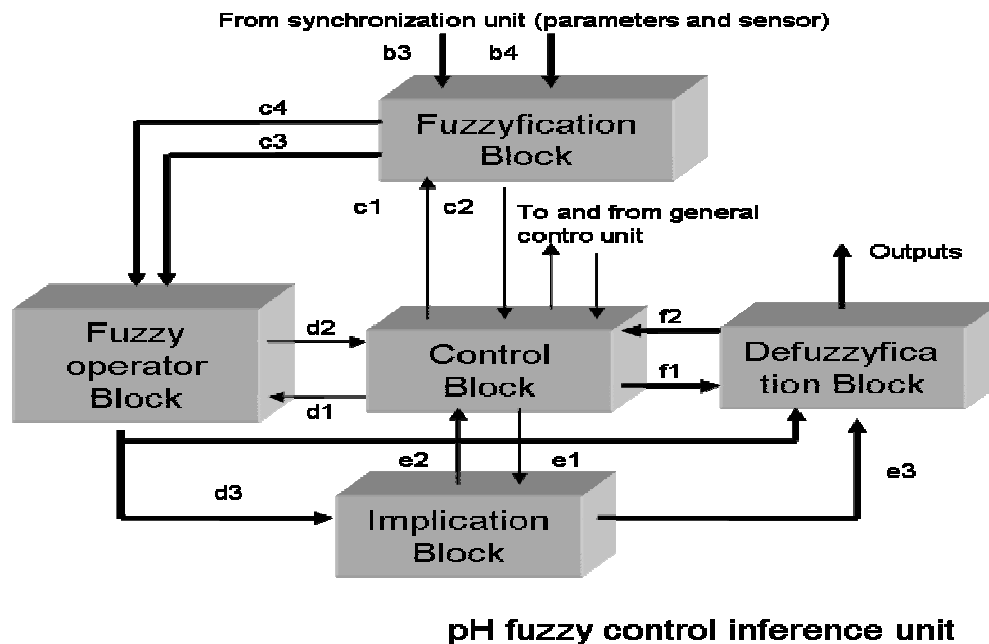 From synchronization unit (parameters and sensor)
b3
b4
Fuzzyfication
Block
c4
c3
c1
c2
To and from general
contro unit
Outputs
Fuzzy
operator
Block
d2
d1
Control
Block
f2
f1
Defuzzyfica
tion Block
e2
e1
e3
d3
Implication
Block
pH fuzzy control inference unit